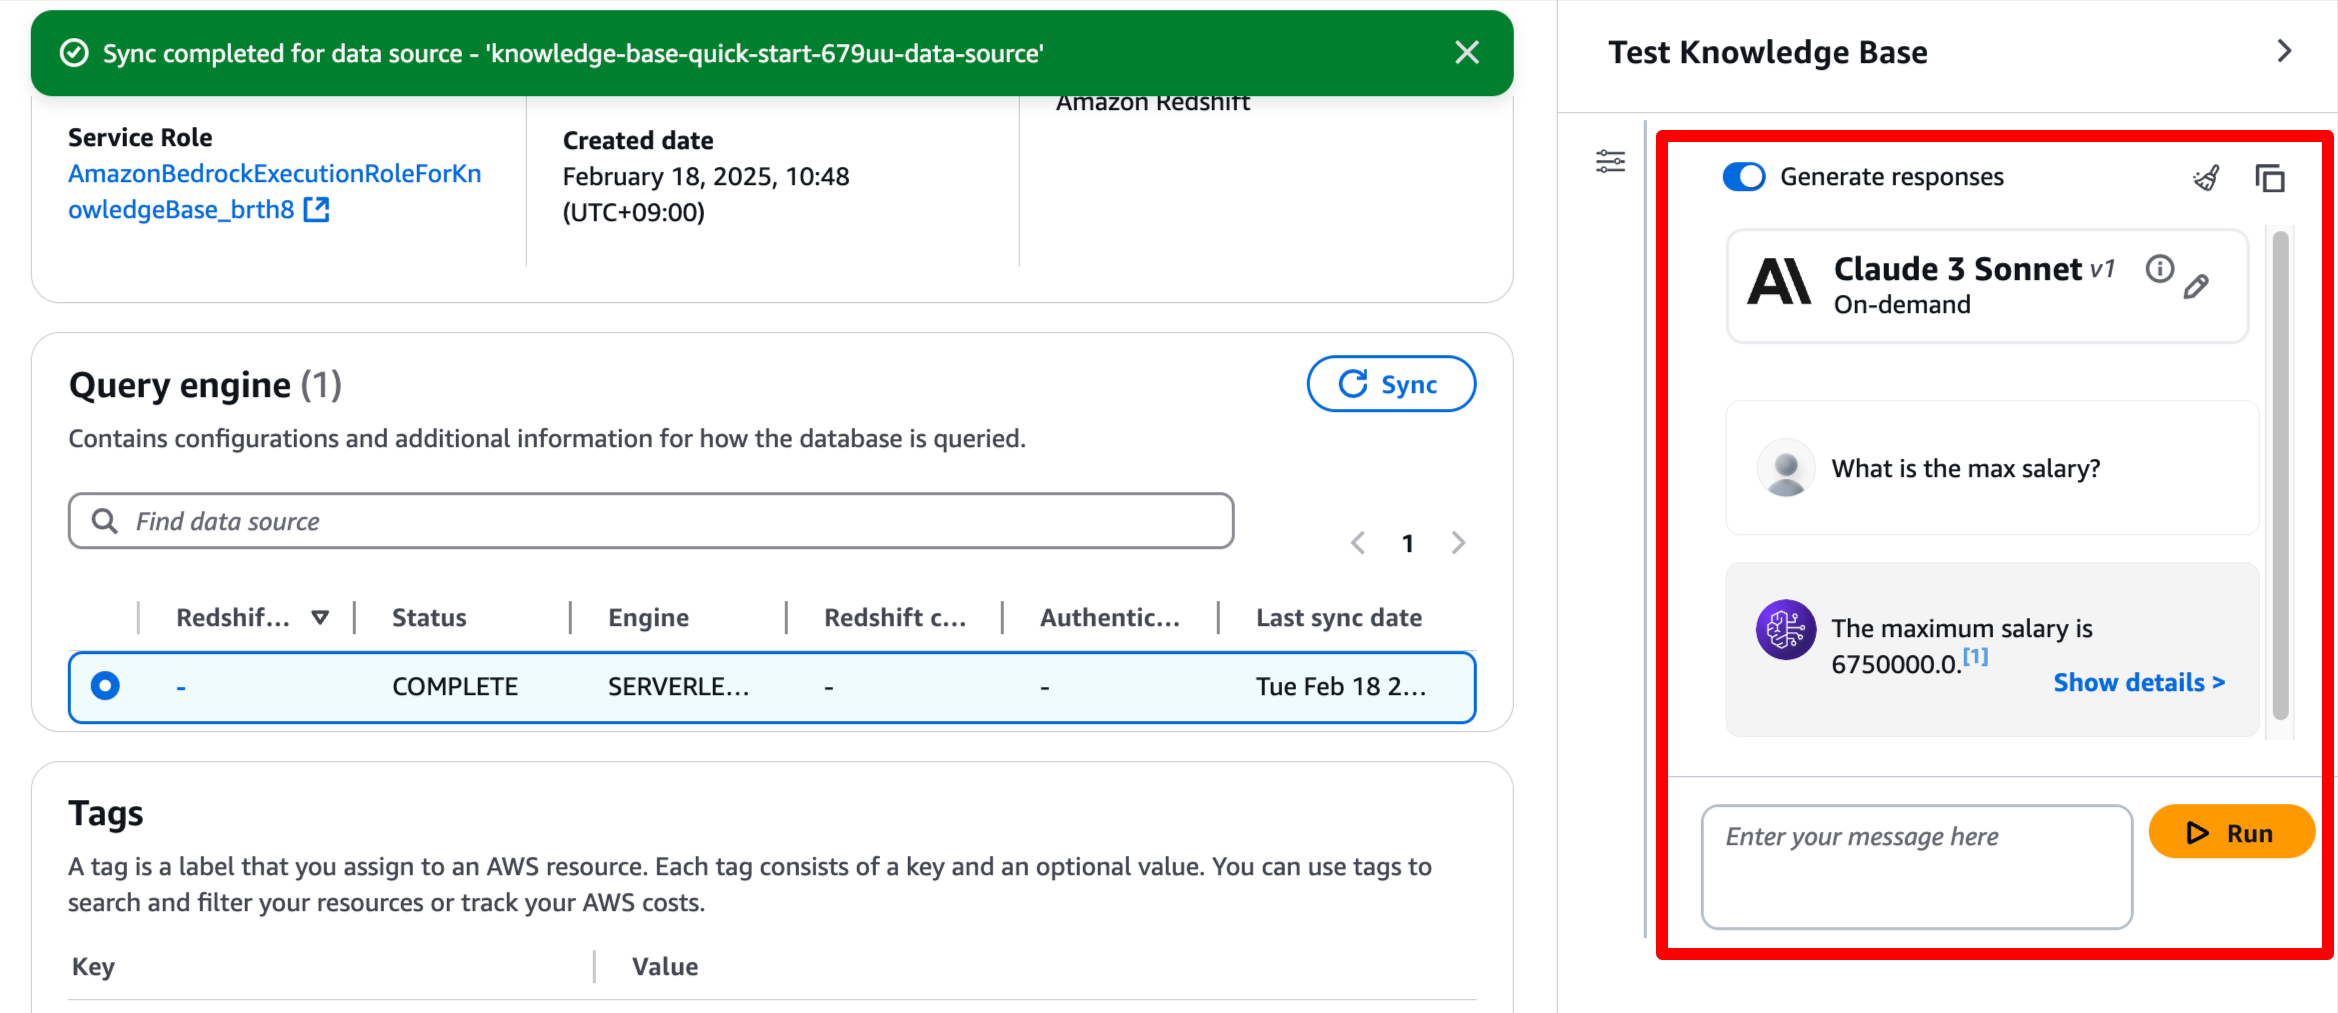 Sync completed for data source - 'knowledge-base-quick-start-679uu-data-source'
Service Role
AmazonBedrockExecutionRoleForKn
owledgeBase_brth8
Created date
February 18, 2025, 10:48
(UTC+09:00)
Amazon Redshift
Query engine (1)
Sync
Contains configurations and additional information for how the database is queried.
Find data source
1
Redshif... Status Engine Redshift c... Authentic... Last sync date
- COMPLETE SERVERLE... - - Tue Feb 18 2...
Tags
A tag is a label that you assign to an AWS resource. Each tag consists of a key and an optional value. You can use tags to
search and filter your resources or track your AWS costs.
Key Value
Test Knowledge Base
Generate responses
Claude 3 Sonnet v1
On-demand
What is the max salary?
The maximum salary is
6750000.0.[1]
Show details >
Enter your message here
Run